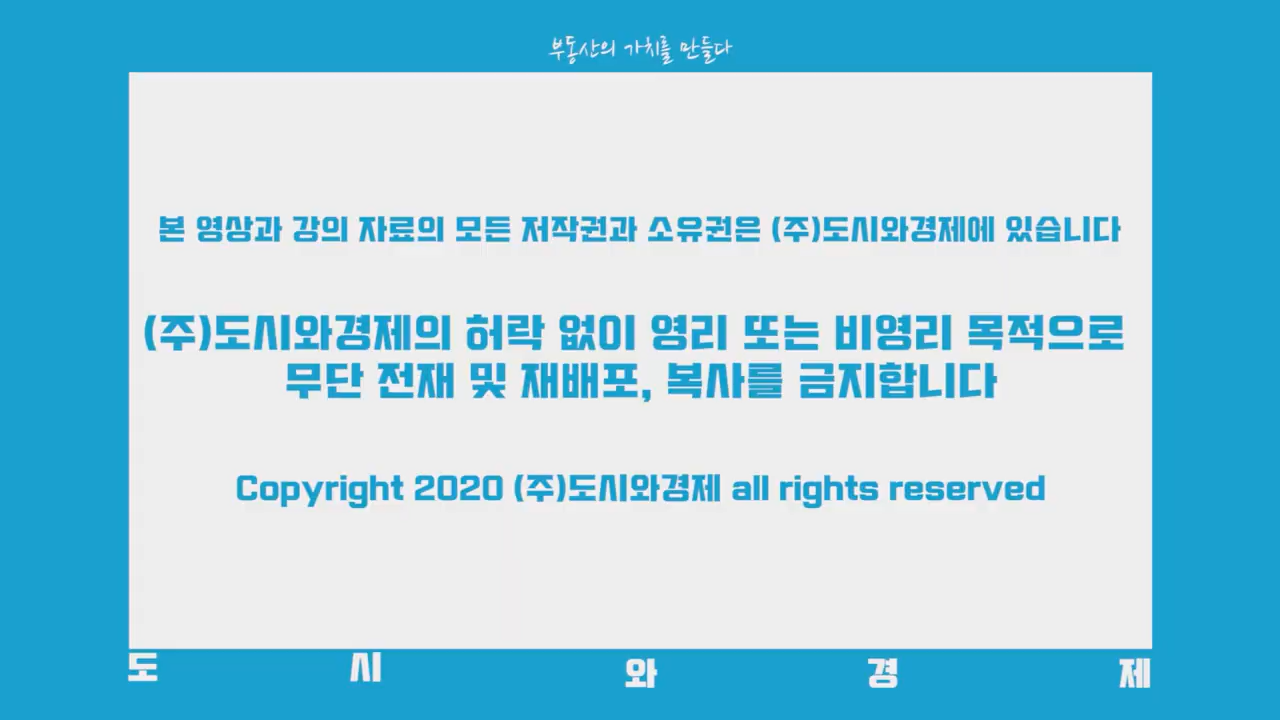 부동산의 가치를 만들다
본 영상과 강의 자료의 모든 저작권과 소유권은 (주)도시와경제에 있습니다
(주)도시와경제의 허락 없이 영리 또는 비영리 목적으로
무단 전재 및 재배포, 복사를 금지합니다
Copyright 2020 (주)도시와경제 all rights reserved
도 시 와 경 제